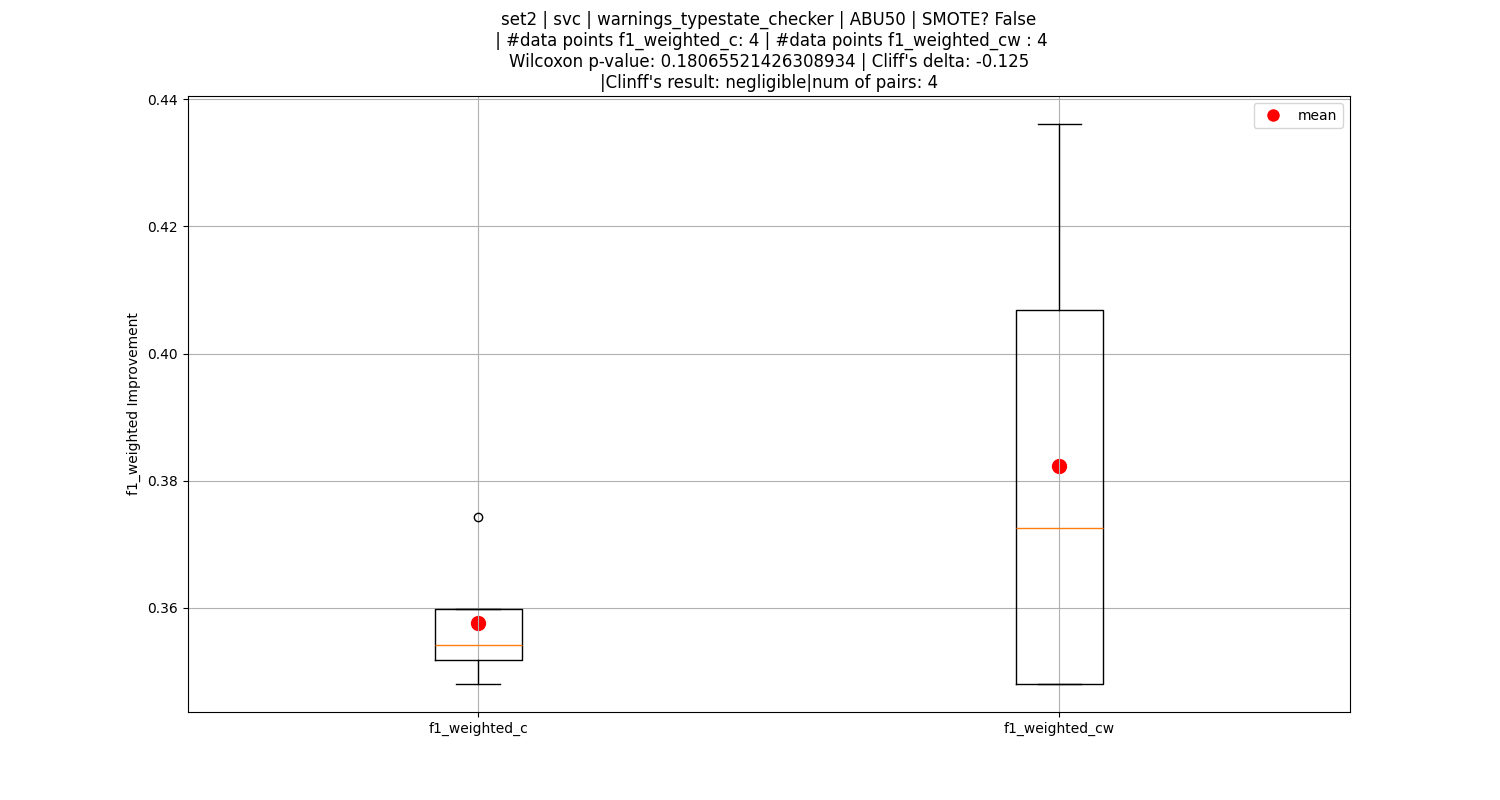 set2 | svc | warnings_typestate_checker | ABU50 | SMOTE? False
| #data points f1_weighted_c: 4 | #data points f1_weighted_cw : 4
Wilcoxon p-value: 0.18065521426308934 | Cliff's delta: -0.125
|Clinff's result: negligible|num of pairs: 4
mean
f1_weighted Improvement
0.44
0.42
0.40
0.38
0.36
f1_weighted_c
f1_weighted_cw